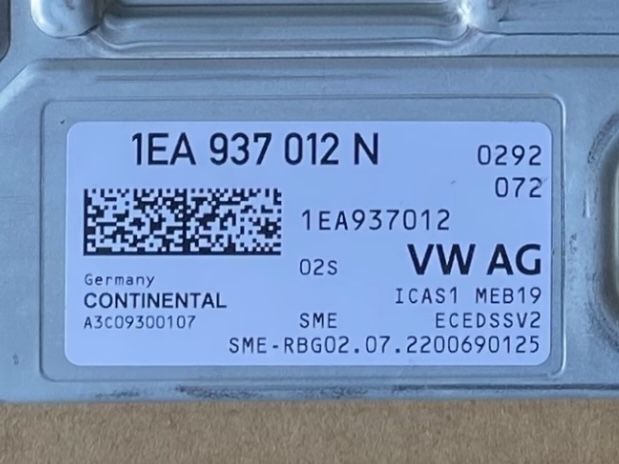 1EA 937 012 N
0292
072
1EA937012
02S
VW AG
Germany
CONTINENTAL
A3C09300107
ICAS1 MEB19
SME ECEDSSV2
SME-RBG02.07.2200690125